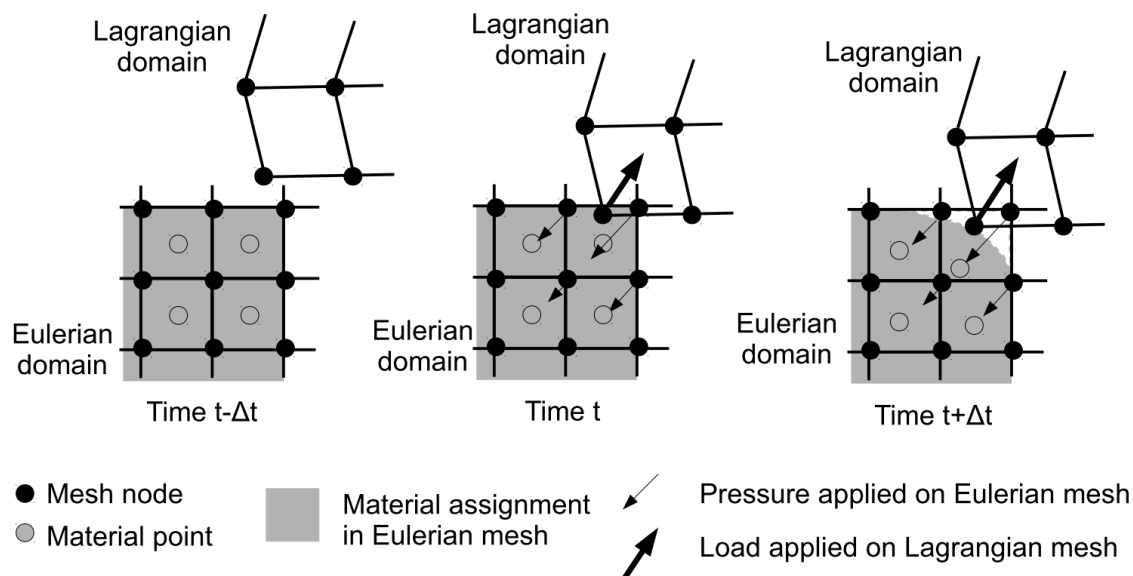 Lagrangian
domain
Lagrangian
domain
Lagrangian
domain
Eulerian
domain
Eulerian
domain
Eulerian
domain
Time t-Δt
Time t
Time t+Δt
Mesh node
Material point
Material assignment
in Eulerian mesh
Pressure applied on Eulerian mesh
Load applied on Lagrangian mesh